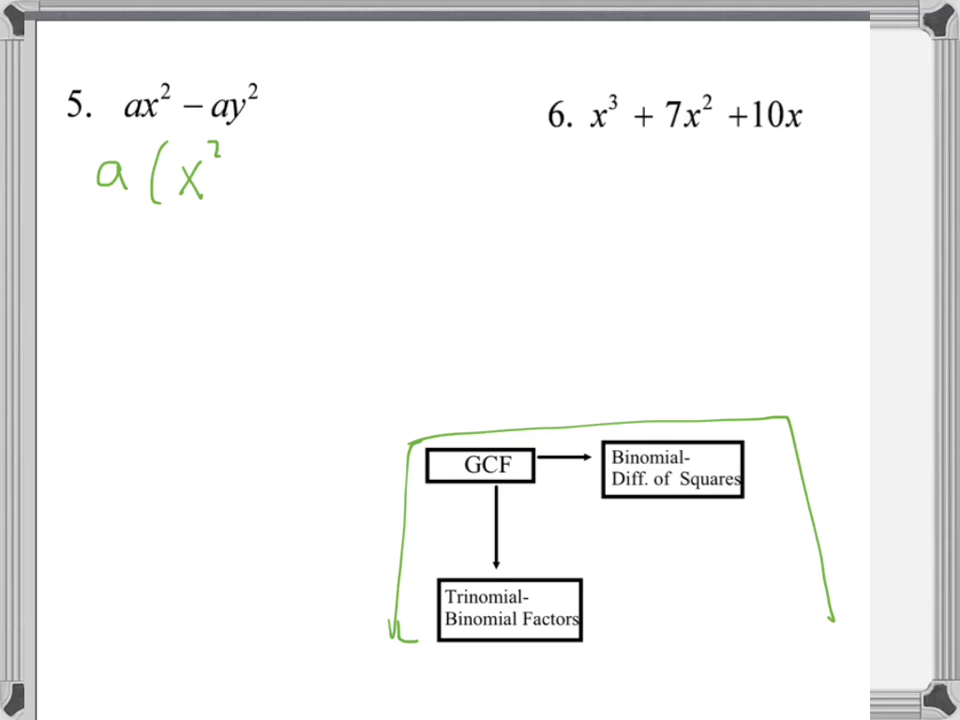 5. ax² − ay²
6. x³ + 7x² +10x
a (x²
GCF
Binomial-
Diff. of Squares
Trinomial-
Binomial Factors